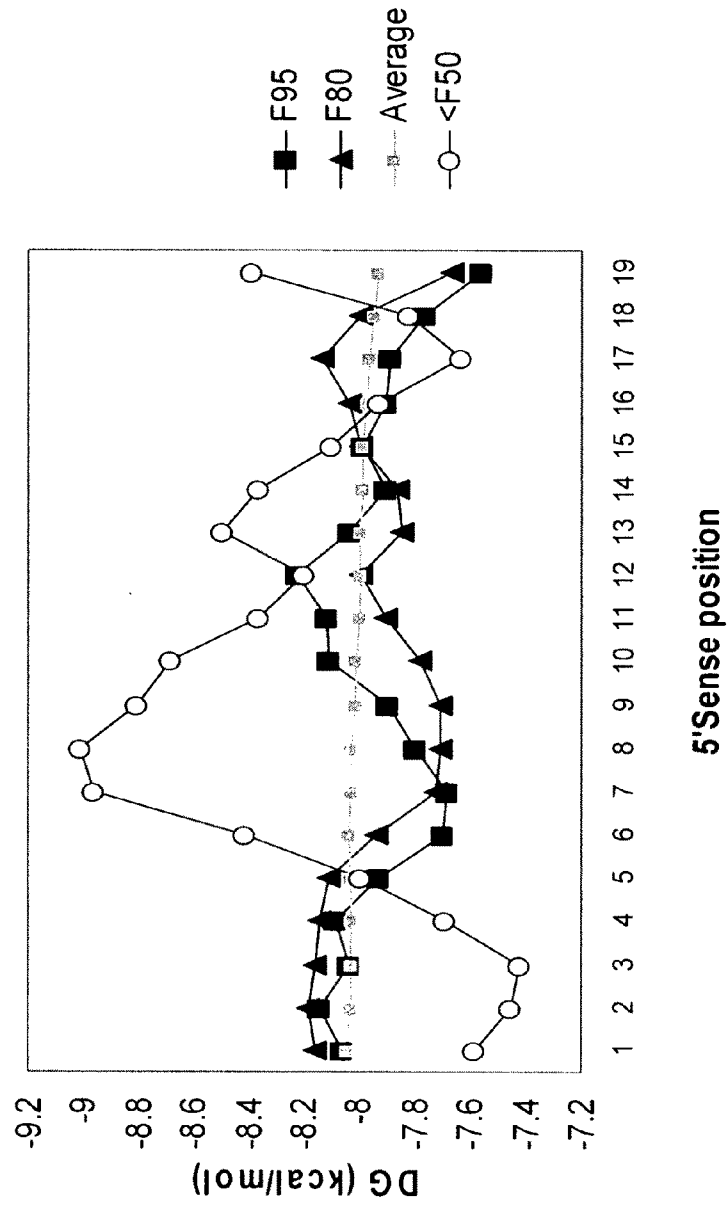 -9.2
-9
-8.8
-8.6
-8.4
-8.2
-8
-7.8
-7.6
-7.4
-7.2
DG (kcal/mol)
1 2 3 4 5 6 7 8 9 10 11 12 13 14 15 16 17 18 19
5'Sense position
F95
F80
Average
<F50